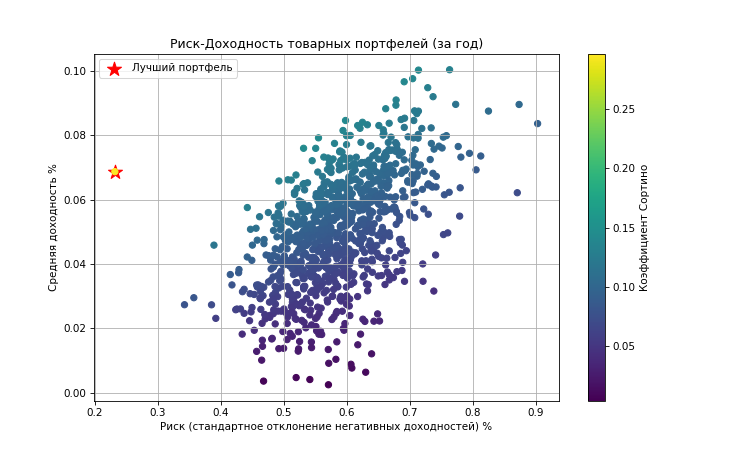 Риск-Доходность товарных портфелей (за год)
Лучший портфель
Средняя доходность %
0.10
0.08
0.06
0.04
0.02
0.00
0.2 0.3 0.4 0.5 0.6 0.7 0.8 0.9
Риск (стандартное отклонение негативных доходностей) %
0.25
0.20
0.15
0.10
0.05
Коэффициент Сортино